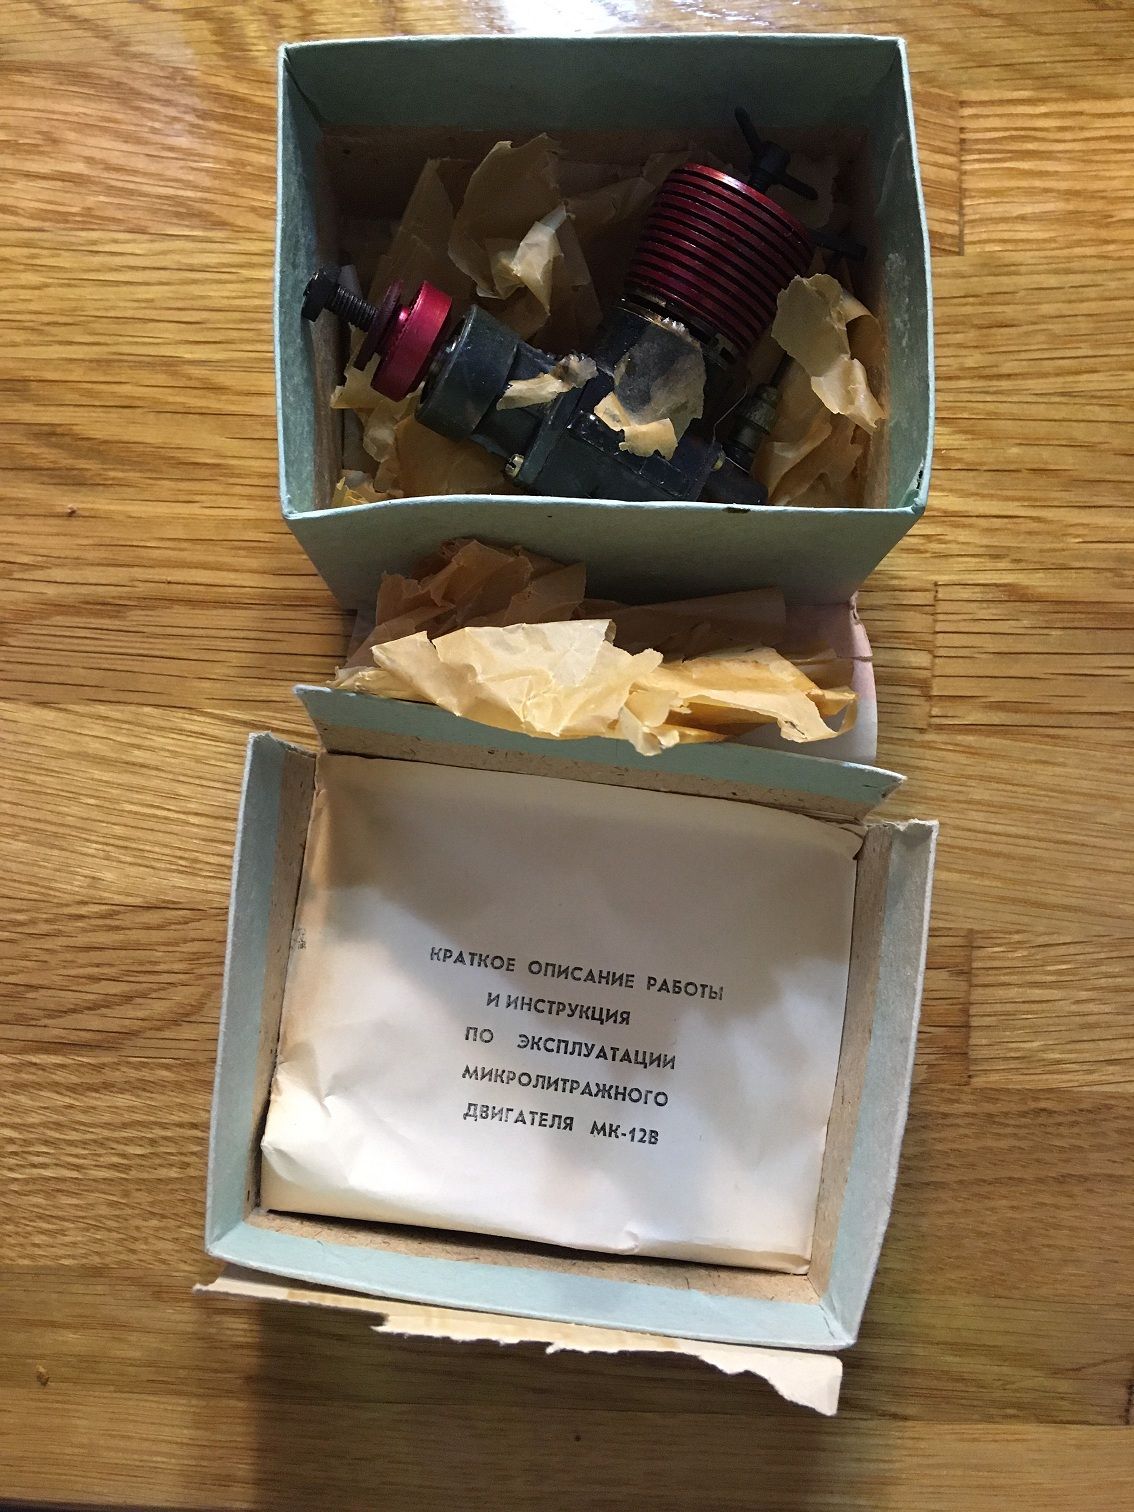 КРАТКОЕ ОПИСАНИЕ РАБОТЫ
И ИНСТРУКЦИЯ
ПО ЭКСПЛУАТАЦИИ
МИКРОЛИТРАЖНОГО
ДВИГАТЕЛЯ МК-12В